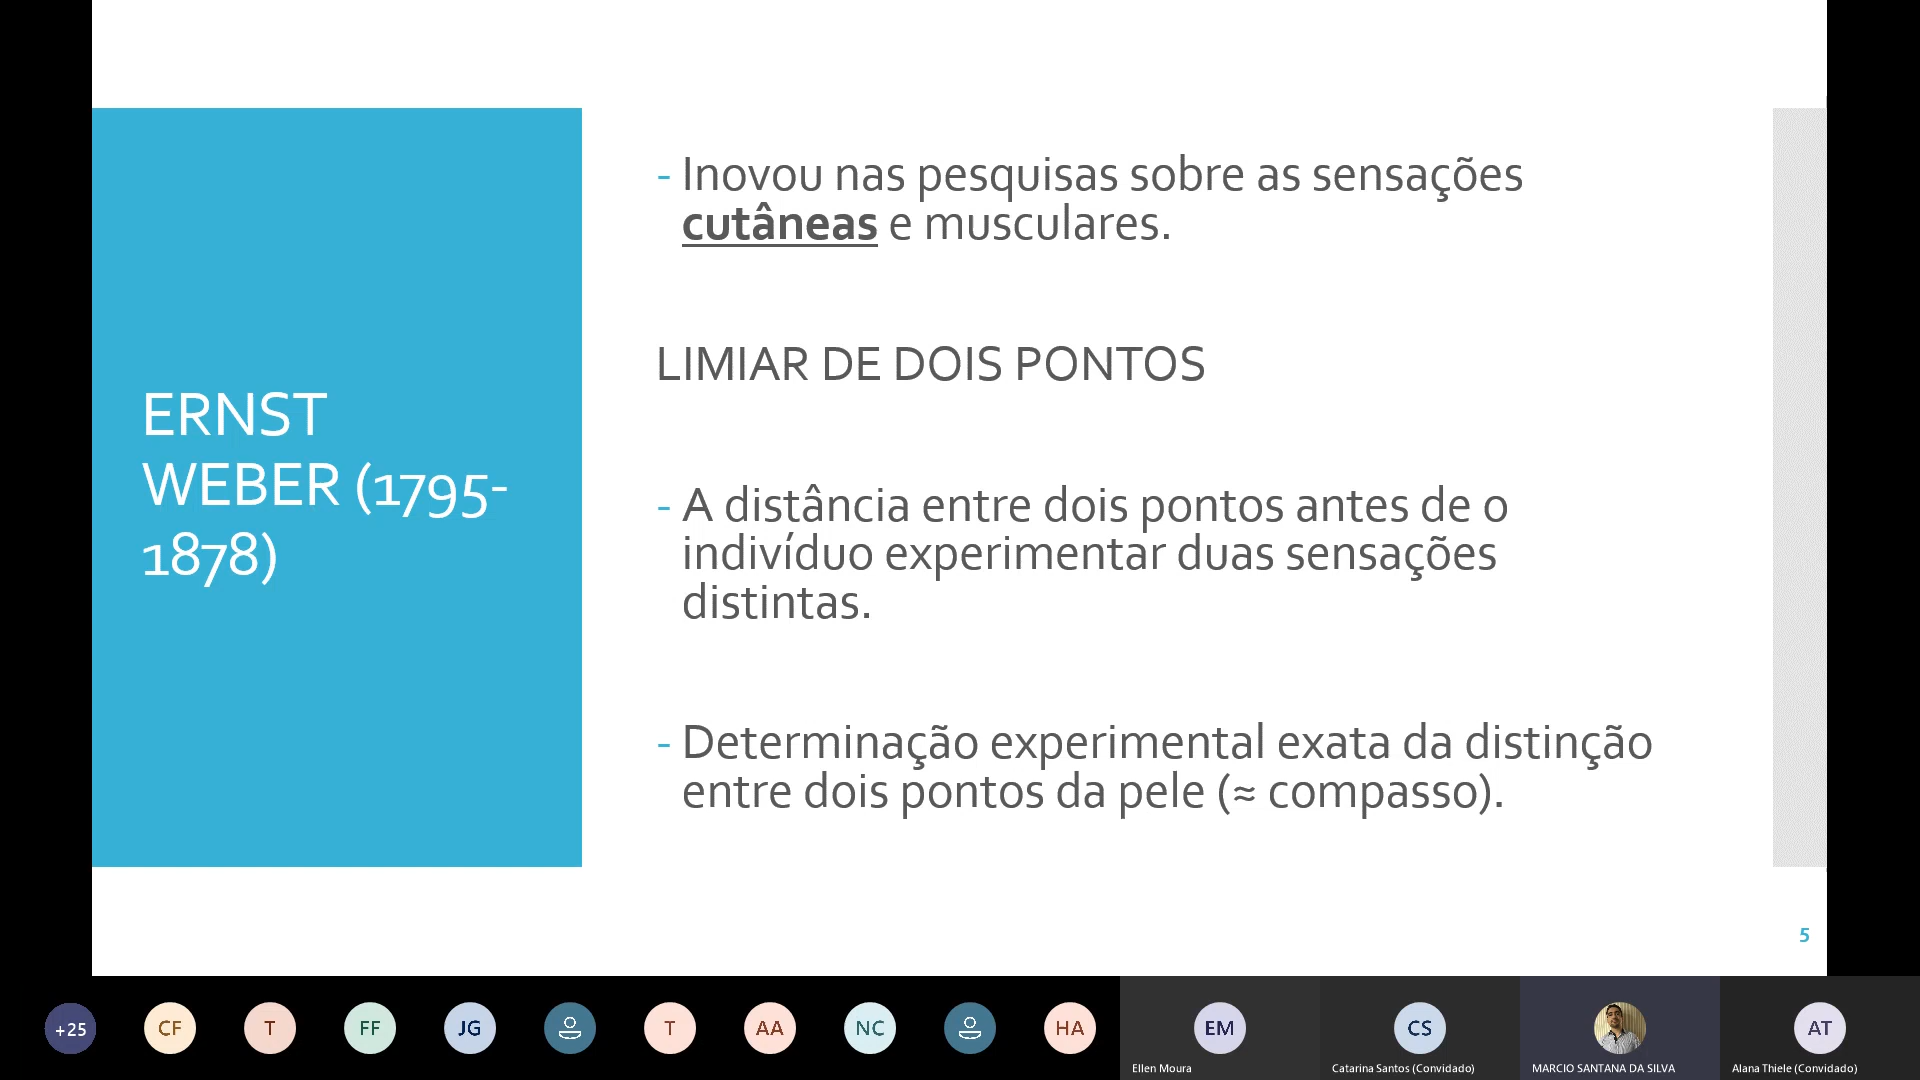 ERNST
WEBER (1795-
1878)
- Inovou nas pesquisas sobre as sensações
cutâneas e musculares.
LIMIAR DE DOIS PONTOS
- A distância entre dois pontos antes de o
indivíduo experimentar duas sensações
distintas.
- Determinação experimental exata da distinção
entre dois pontos da pele (≈ compasso).
5
+25
CF
T
FF
JG
T
AA
NC
HA
EM
Ellen Moura
CS
Catarina Santos (Convidado)
MARCIO SANTANA DA SILVA
AT
Alana Thiele (Convidado)